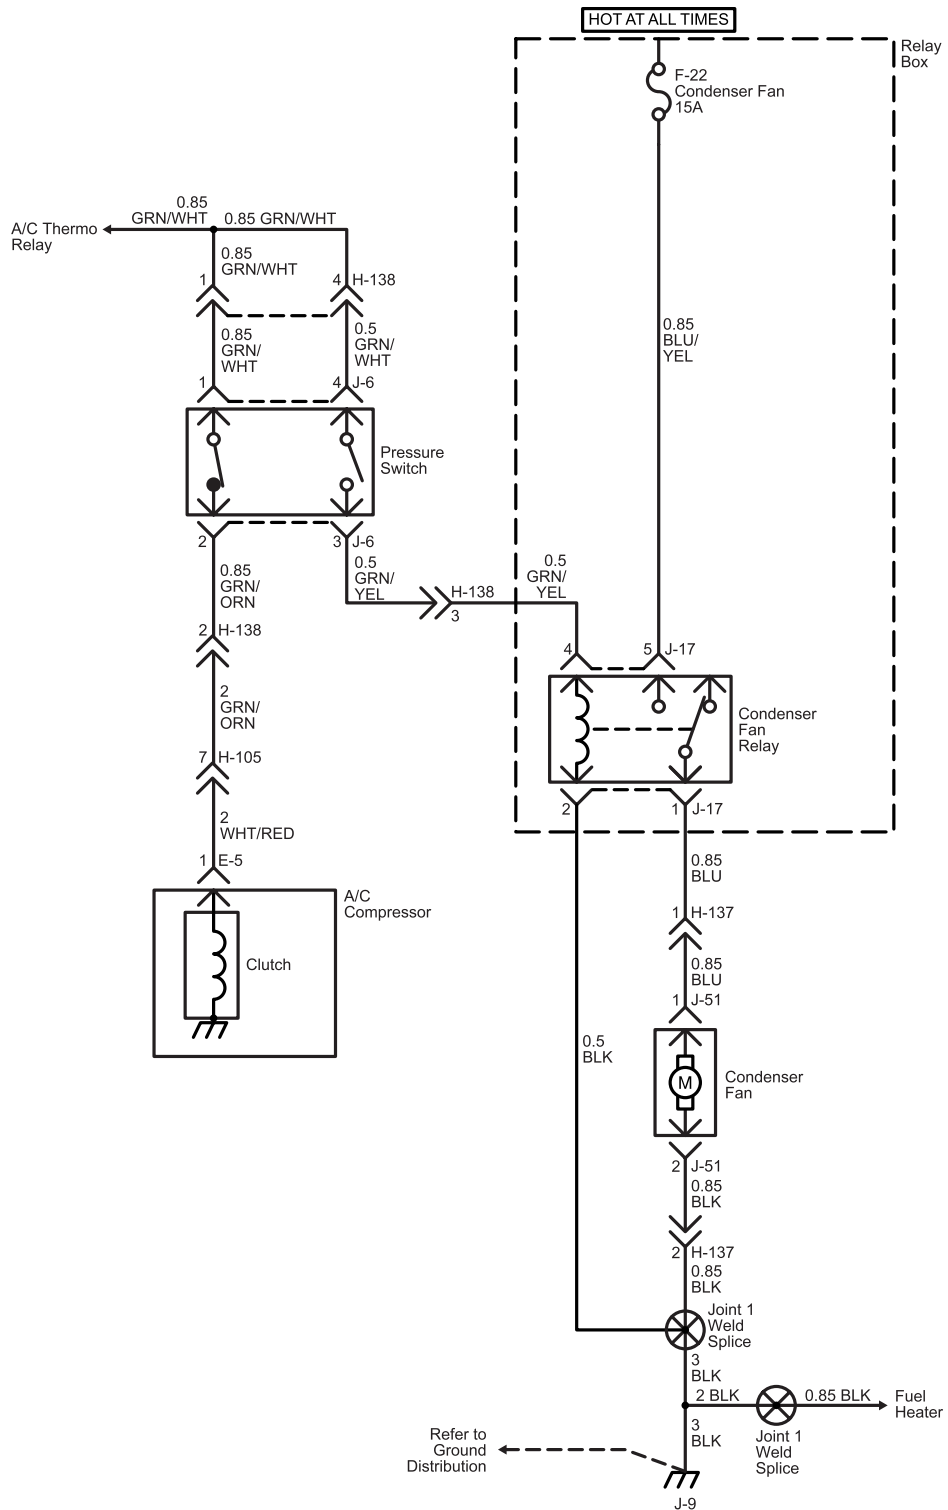 HOT AT ALL TIMES
Relay
Box
F-22
Condenser Fan
15A
0.85
GRN/WHT
0.85 GRN/WHT
A/C Thermo
Relay
0.85
GRN/WHT
1
4
H-138
0.85
GRN/
WHT
0.5
GRN/
WHT
0.85
BLU/
YEL
1
4
J-6
Pressure
Switch
2
3
J-6
0.85
GRN/
ORN
0.5
GRN/
YEL
H-138
3
0.5
GRN/
YEL
2
H-138
4
5
J-17
2
GRN/
ORN
Condenser
Fan
Relay
7
H-105
2
WHT/RED
2
1
J-17
1
E-5
0.85
BLU
A/C
Compressor
1
H-137
Clutch
0.85
BLU
1
J-51
0.5
BLK
M
Condenser
Fan
2
J-51
0.85
BLK
2
H-137
0.85
BLK
Joint 1
Weld
Splice
3
BLK
2 BLK
0.85 BLK
Fuel
Heater
3
BLK
Joint 1
Weld
Splice
Refer to
Ground
Distribution
J-9